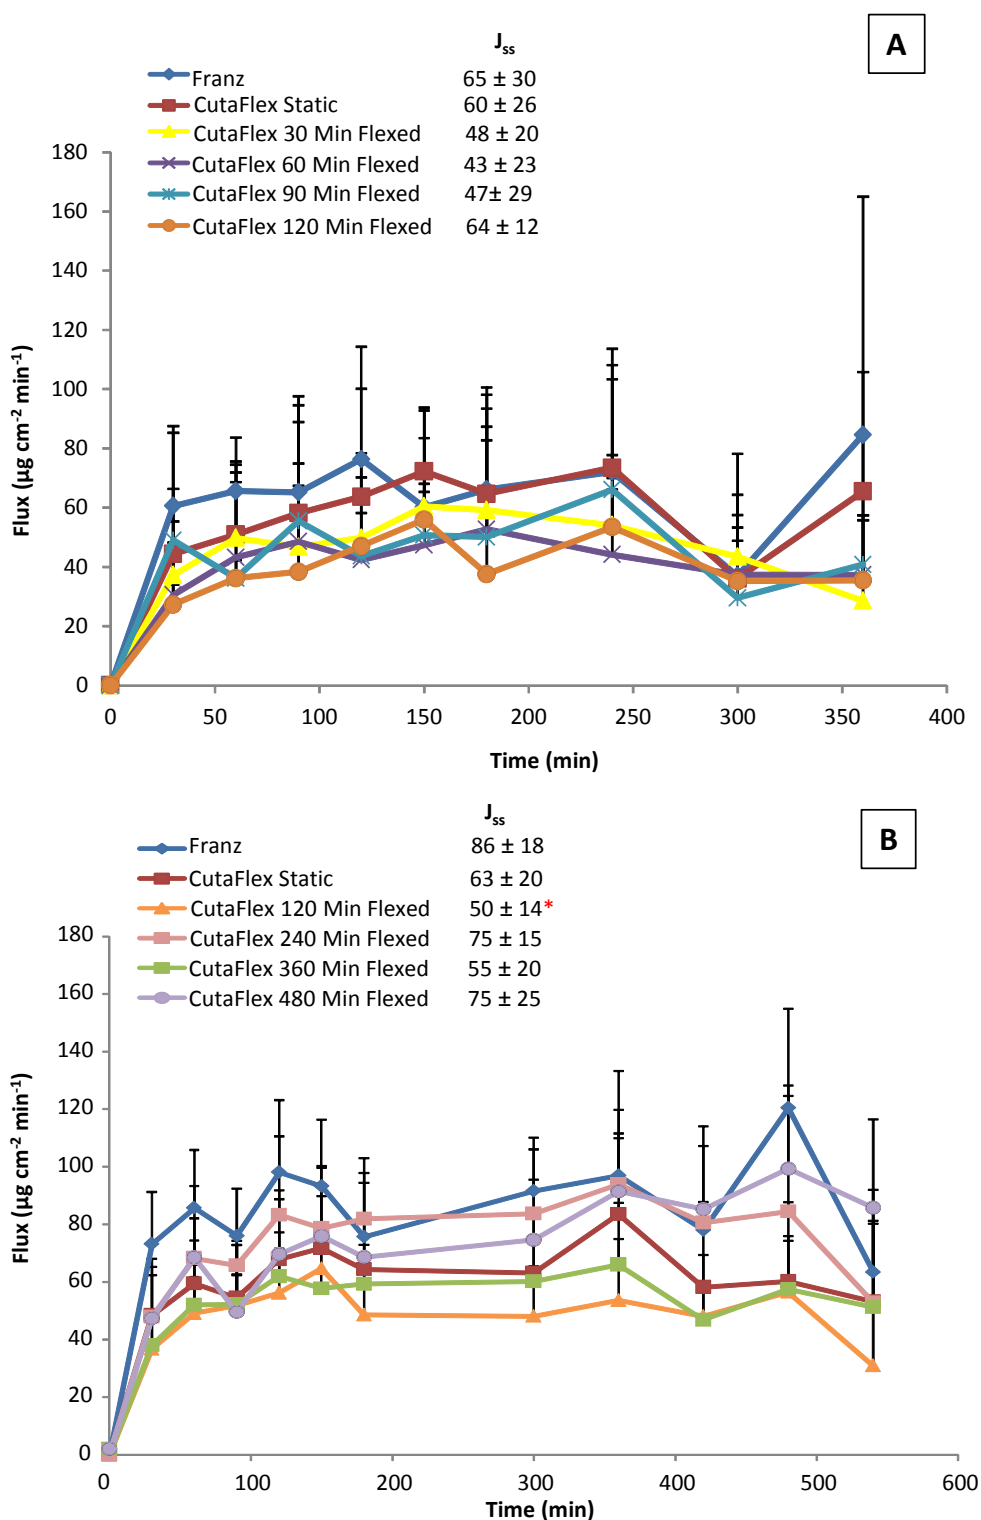 A
Jss
Franz 65 ± 30
CutaFlex Static 60 ± 26
CutaFlex 30 Min Flexed 48 ± 20
CutaFlex 60 Min Flexed 43 ± 23
CutaFlex 90 Min Flexed 47± 29
CutaFlex 120 Min Flexed 64 ± 12
180
160
140
120
100
80
60
40
20
0
Flux (µg cm-2 min-1)
0 50 100 150 200 250 300 350 400
Time (min)
B
Jss
Franz 86 ± 18
CutaFlex Static 63 ± 20
CutaFlex 120 Min Flexed 50 ± 14*
CutaFlex 240 Min Flexed 75 ± 15
CutaFlex 360 Min Flexed 55 ± 20
CutaFlex 480 Min Flexed 75 ± 25
180
160
140
120
100
80
60
40
20
0
Flux (µg cm-2 min-1)
0 100 200 300 400 500 600
Time (min)